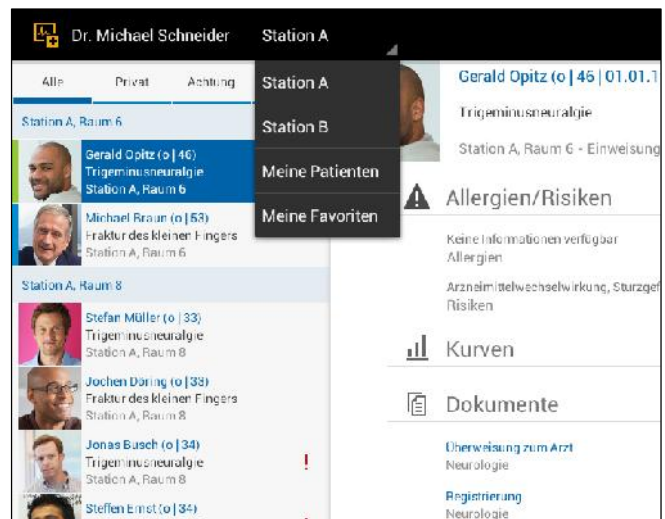 Dr. Michael Schneider
Station A
Station A
Station B
Meine Patienten
Meine Favoriten
Alle
Privat
Achtung
Station A, Raum 6
Gerald Opitz (o | 46)
Trigeminusneuralgie
Station A, Raum 6
Michael Braun (o | 53)
Fraktur des kleinen Fingers
Station A, Raum 6
Station A, Raum 8
Stefan Müller (o | 33)
Trigeminusneuralgie
Station A, Raum 8
Jochen Döring (o | 38)
Fraktur des kleinen Fingers
Station A, Raum 8
Jonas Busch (o | 34)
Trigeminusneuralgie
!
Station A, Raum 8
Steffen Ernst (o | 34)
Gerald Opitz (o | 46 | 01.01.1
Trigeminusneuralgie
Station A, Raum 6 - Einweisung
Allergien/Risiken
Keine Informationen verfügbar
Allergien
Arzneimittelwechselwirkung, Sturzgef
Risiken
Kurven
Dokumente
Überweisung zum Arzt
Neurologie
Registrierung
Neurologie